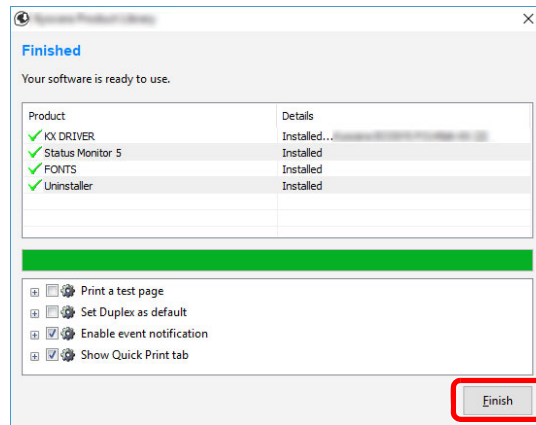 Finished
Your software is ready to use.
Product Details
KX DRIVER Installed...
Status Monitor 5 Installed
FONTS Installed
Uninstaller Installed
Print a test page
Set Duplex as default
Enable event notification
Show Quick Print tab
Finish